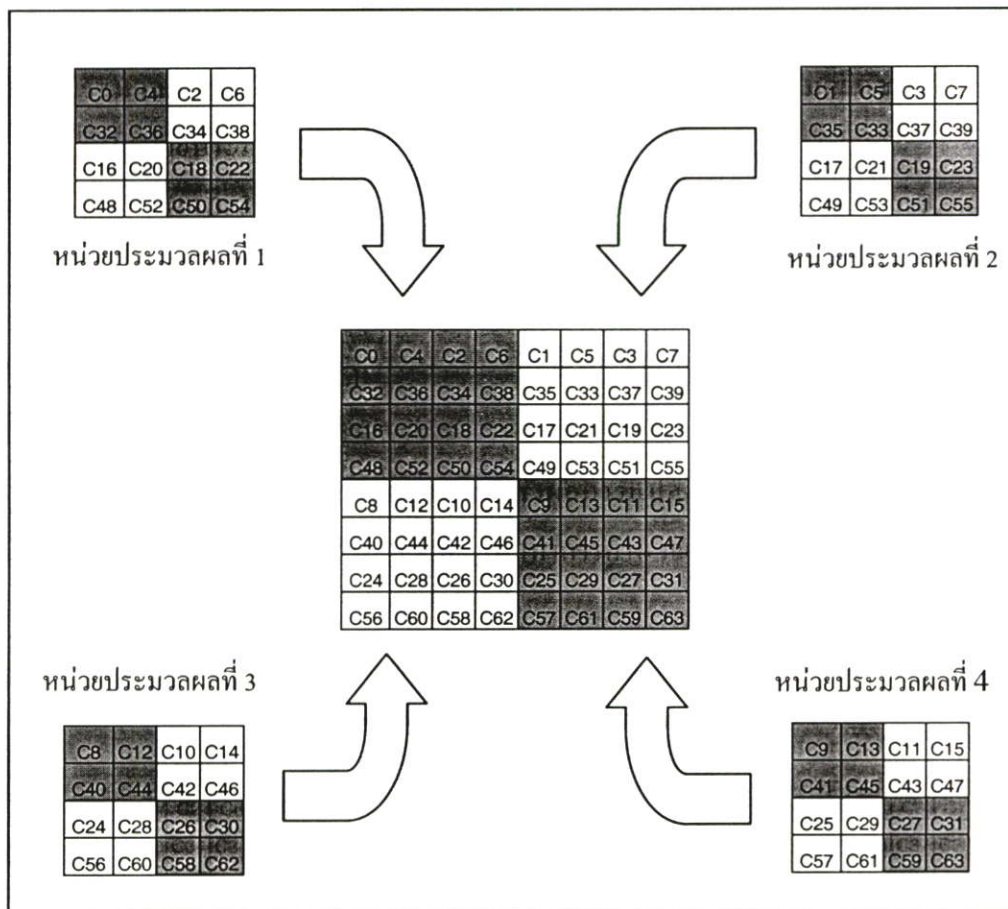 C0 C4 C2 C6
C32 C36 C34 C38
C16 C20 C18 C22
C48 C52 C50 C54
หน่วยประมวลผลที่ 1
C1 C5 C3 C7
C35 C33 C37 C39
C17 C21 C19 C23
C49 C53 C51 C55
หน่วยประมวลผลที่ 2
C0 C4 C2 C6 C1 C5 C3 C7
C32 C36 C34 C38 C35 C33 C37 C39
C16 C20 C18 C22 C17 C21 C19 C23
C48 C52 C50 C54 C49 C53 C51 C55
C8 C12 C10 C14 C9 C13 C11 C15
C40 C44 C42 C46 C41 C45 C43 C47
C24 C28 C26 C30 C25 C29 C27 C31
C56 C60 C58 C62 C57 C61 C59 C63
หน่วยประมวลผลที่ 3
C8 C12 C10 C14
C40 C44 C42 C46
C24 C28 C26 C30
C56 C60 C58 C62
หน่วยประมวลผลที่ 4
C9 C13 C11 C15
C41 C45 C43 C47
C25 C29 C27 C31
C57 C61 C59 C63